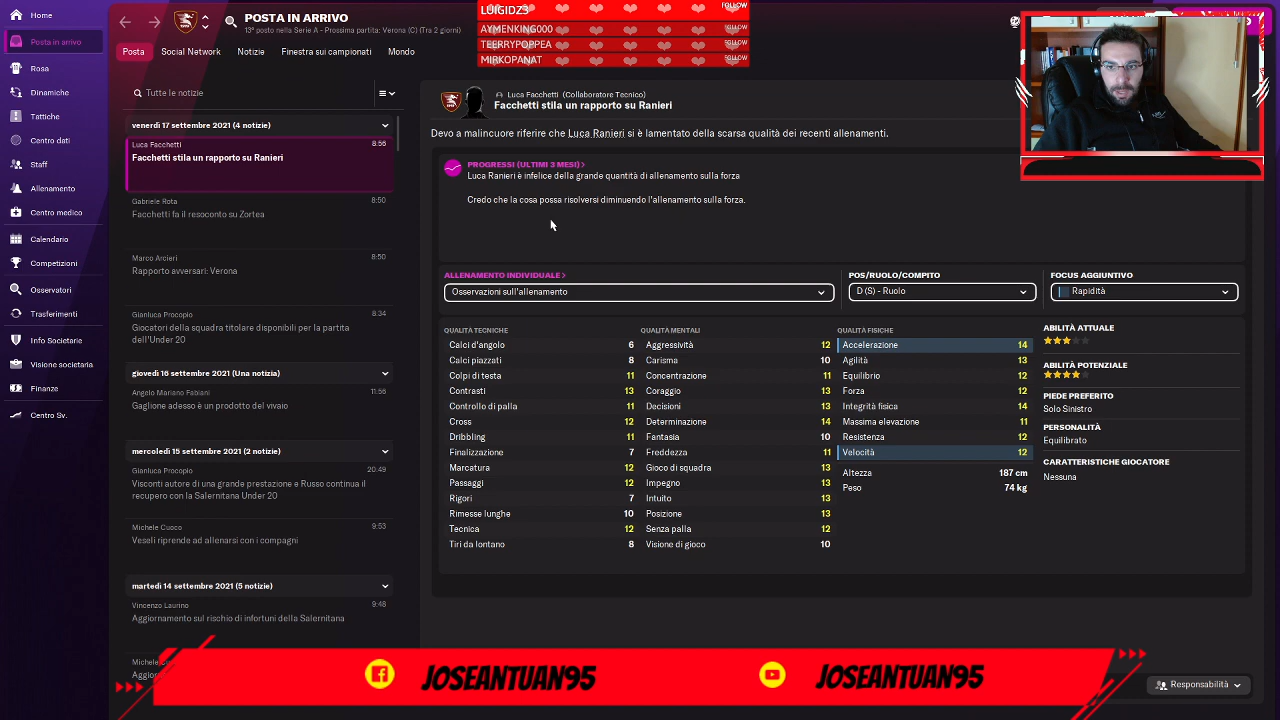 Home
Posta in arrivo
Rosa
Dinamiche
Tattiche
Centro dati
Staff
Allenamento
Centro medico
Calendario
Competizioni
Osservatori
Trasferimenti
Info Societarie
Visione societaria
Finanze
Centro Sv.
POSTA IN ARRIVO
13° posto nella Serie A - Prossima partita: Verona (C) (Tra 2 giorni)
Posta
Social Network
Notizie
Finestra sui campionati
Mondo
LUIGIDZ3 FOLLOW
AYMENKING000 FOLLOW
TEERRYPOPPEA FOLLOW
MIRKOPANAT FOLLOW
Tutte le notizie
venerdì 17 settembre 2021 (4 notizie)
Luca Facchetti 8:56
Facchetti stila un rapporto su Ranieri
Gabriele Rota 8:50
Facchetti fa il resoconto su Zortea
Marco Arcieri 8:50
Rapporto avversari: Verona
Gianluca Procopio 8:34
Giocatori della squadra titolare disponibili per la partita
dell'Under 20
giovedì 16 settembre 2021 (Una notizia)
Angelo Mariano Fabiani 11:56
Gaglione adesso è un prodotto del vivaio
mercoledì 15 settembre 2021 (2 notizie)
Gianluca Procopio 20:49
Visconti autore di una grande prestazione e Russo continua il
recupero con la Salernitana Under 20
Michele Cuoco 9:53
Veseli riprende ad allenarsi con i compagni
martedì 14 settembre 2021 (5 notizie)
Vincenzo Laurino 9:48
Aggiornamento sul rischio di infortuni della Salernitana
Luca Facchetti (Collaboratore Tecnico)
Facchetti stila un rapporto su Ranieri
Devo a malincuore riferire che Luca Ranieri si è lamentato della scarsa qualità dei recenti allenamenti.
PROGRESSI (ULTIMI 3 MESI) >
Luca Ranieri è infelice della grande quantità di allenamento sulla forza
Credo che la cosa possa risolversi diminuendo l'allenamento sulla forza.
ALLENAMENTO INDIVIDUALE >
Osservazioni sull'allenamento
POS/RUOLO/COMPITO
D (S) - Ruolo
FOCUS AGGIUNTIVO
Rapidità
QUALITÀ TECNICHE
Calci d'angolo 6
Calci piazzati 8
Colpi di testa 11
Contrasti 13
Controllo di palla 11
Cross 12
Dribbling 11
Finalizzazione 7
Marcatura 12
Passaggi 12
Rigori 7
Rimesse lunghe 10
Tecnica 12
Tiri da lontano 8
QUALITÀ MENTALI
Aggressività 12
Carisma 10
Concentrazione 11
Coraggio 13
Decisioni 13
Determinazione 14
Fantasia 10
Freddezza 11
Gioco di squadra 13
Impegno 13
Intuito 13
Posizione 13
Senza palla 12
Visione di gioco 10
QUALITÀ FISICHE
Accelerazione 14
Agilità 13
Equilibrio 12
Forza 12
Integrità fisica 14
Massima elevazione 11
Resistenza 12
Velocità 12
Altezza 187 cm
Peso 74 kg
ABILITÀ ATTUALE
ABILITÀ POTENZIALE
PIEDE PREFERITO
Solo Sinistro
PERSONALITÀ
Equilibrato
CARATTERISTICHE GIOCATORE
Nessuna
JOSEANTUAN95
JOSEANTUAN95
Responsabilità